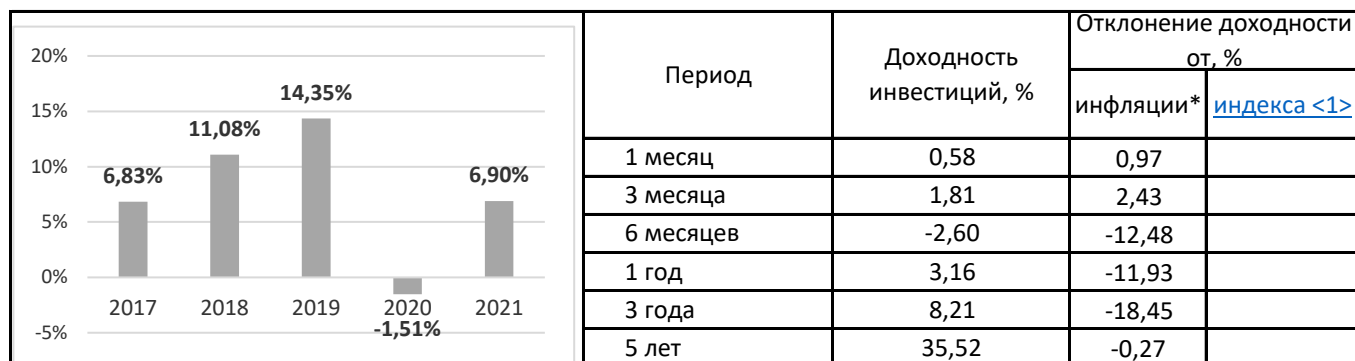 20%
15%
10%
5%
0%
-5%
6,83%
11,08%
14,35%
-1,51%
6,90%
2017 2018 2019 2020 2021
Период
Доходность
инвестиций, %
Отклонение доходности
от, %
инфляции*
индекса <1>
1 месяц 0,58 0,97
3 месяца 1,81 2,43
6 месяцев -2,60 -12,48
1 год 3,16 -11,93
3 года 8,21 -18,45
5 лет 35,52 -0,27